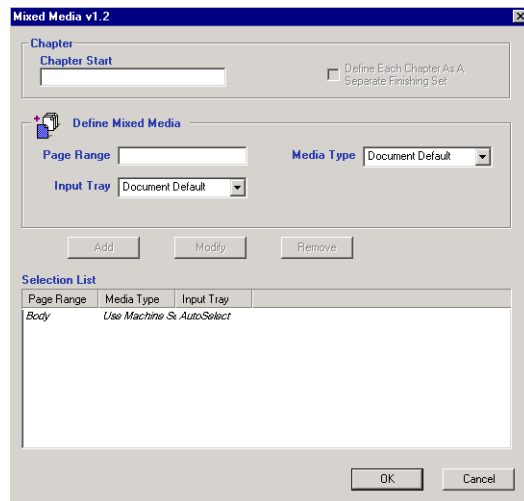 Mixed Media v1.2
Chapter
Chapter Start
Define Each Chapter As A
Separate Finishing Set
Define Mixed Media
Page Range
Media Type Document Default
Input Tray Document Default
Add Modify Remove
Selection List
Page Range Media Type Input Tray
Body Use Machine Se AutoSelect
OK Cancel